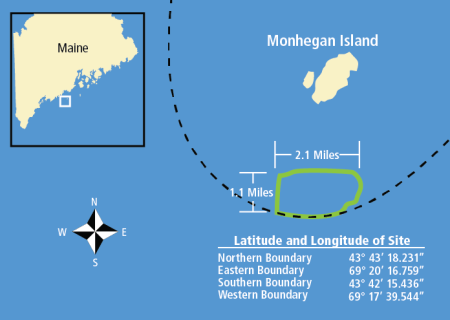 Maine
Monhegan Island
2.1 Miles
1.1 Miles
N
W E
S
Latitude and Longitude of Site
Northern Boundary 43° 43’ 18.231”
Eastern Boundary 69° 20’ 16.759”
Southern Boundary 43° 42’ 15.436”
Western Boundary 69° 17’ 39.544”